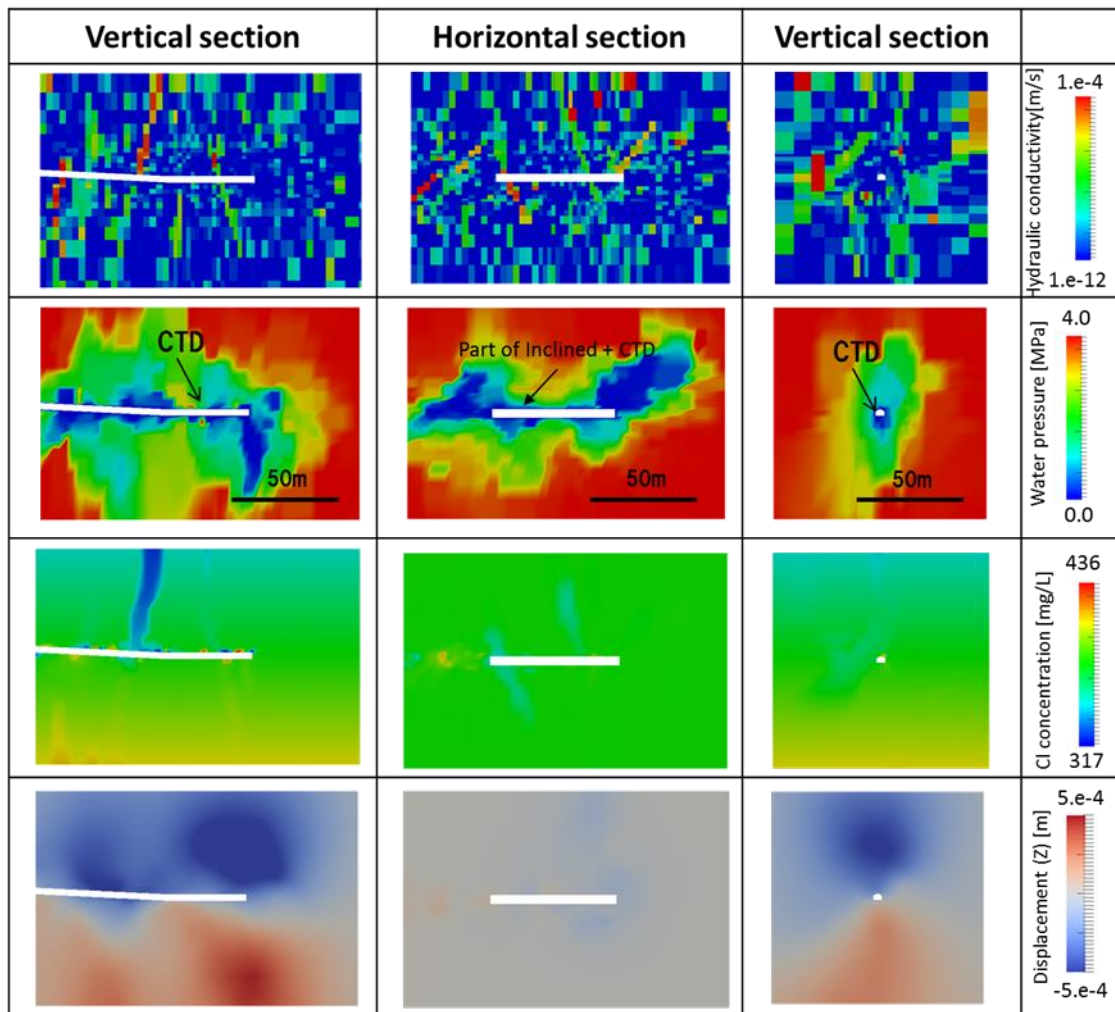 Vertical section
Horizontal section
Vertical section
1.e-4
Hydraulic conductivity[m/s]
1.e-12
CTD
50m
Part of Inclined + CTD
50m
CTD
50m
4.0
Water pressure [MPa]
0.0
436
Cl concentration [mg/L]
317
5.e-4
Displacement (Z) [m]
-5.e-4